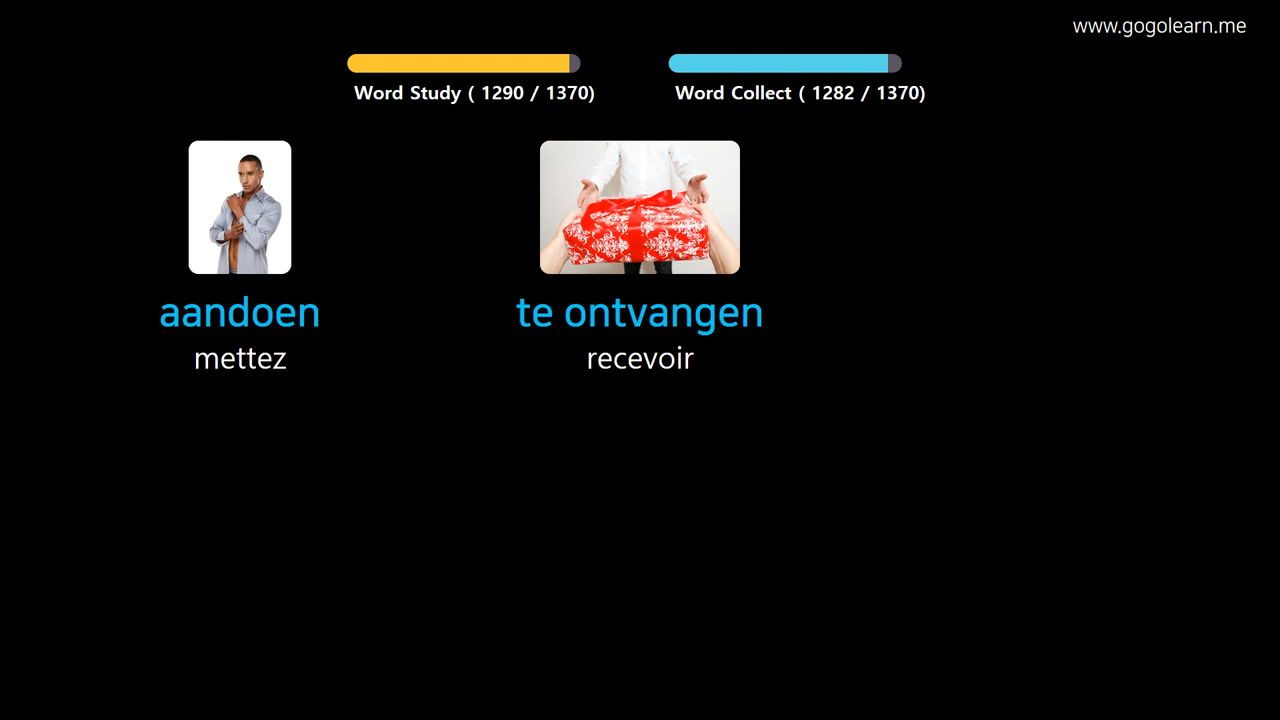 www.gogolearn.me
Word Study ( 1290 / 1370)
Word Collect ( 1282 / 1370)
aandoen
mettez
te ontvangen
recevoir